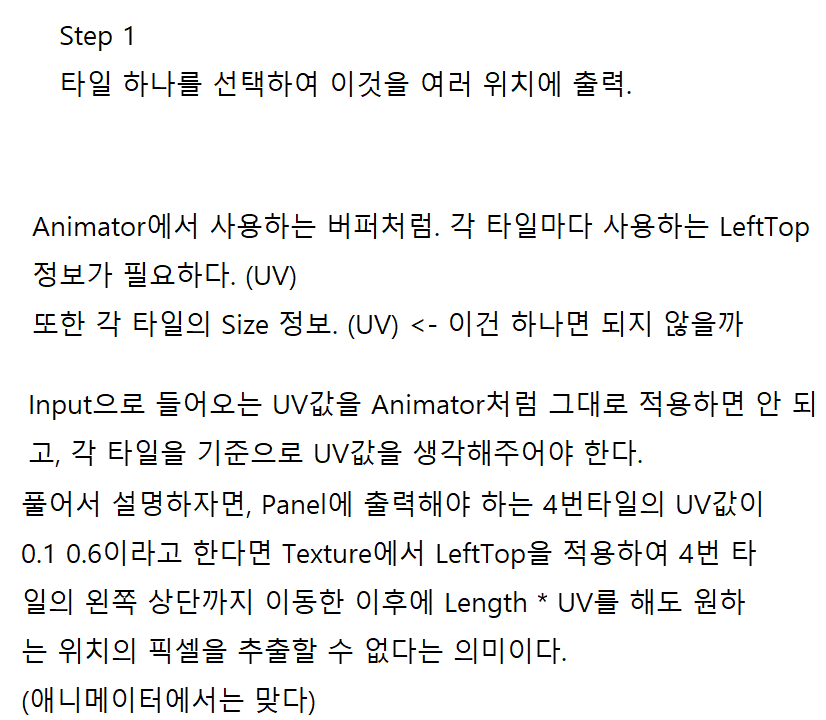 Step 1
타일 하나를 선택하여 이것을 여러 위치에 출력.
Animator에서 사용하는 버퍼처럼. 각 타일마다 사용하는 LeftTop
정보가 필요하다. (UV)
또한 각 타일의 Size 정보. (UV) <- 이건 하나면 되지 않을까
Input으로 들어오는 UV값을 Animator처럼 그대로 적용하면 안 되
고, 각 타일을 기준으로 UV값을 생각해주어야 한다.
풀어서 설명하자면, Panel에 출력해야 하는 4번타일의 UV값이
0.1 0.6이라고 한다면 Texture에서 LeftTop을 적용하여 4번 타
일의 왼쪽 상단까지 이동한 이후에 Length * UV를 해도 원하
는 위치의 픽셀을 추출할 수 없다는 의미이다.
(애니메이터에서는 맞다)